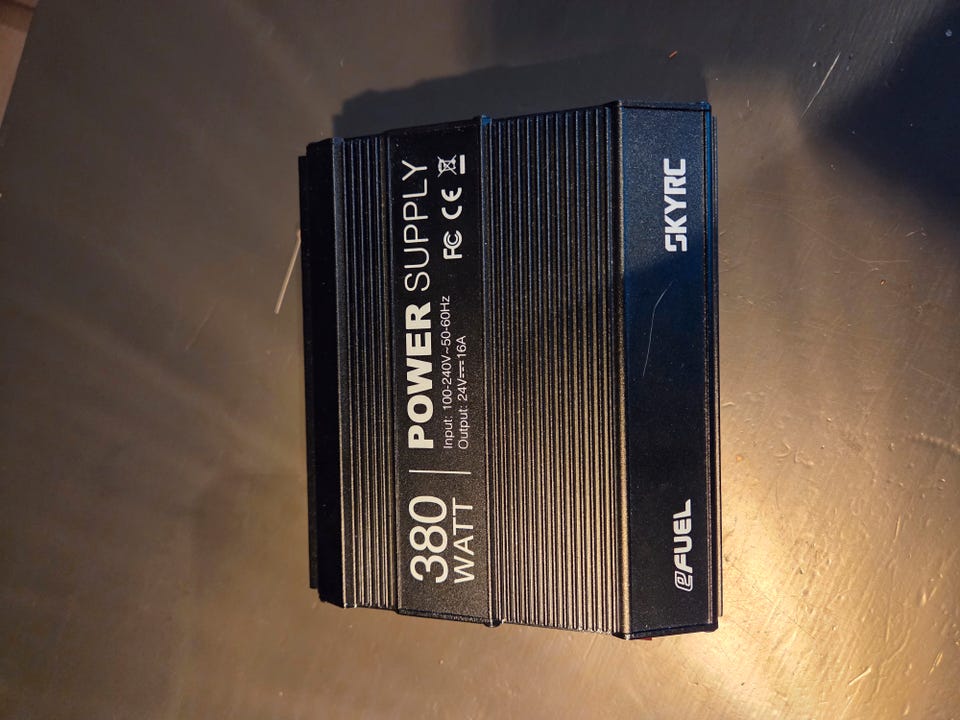 380
WATT
POWER SUPPLY
Input: 100-240V~50-60Hz
Output: 24V⎓16A
FC CE
eFUEL
SKYRC